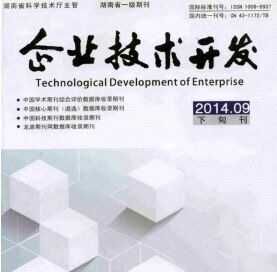 湖南省科学技术厅主管 湖南省一级期刊 国际标准刊号：ISSN 1006-8937
国内统一刊号：CN 43-1172/TB
企业技术开发
Technological Development of Enterprise
• 中国学术期刊综合评价数据库收录期刊
• 中国核心期刊（遴选）数据库收录期刊
• 中国科技期刊数据库收录期刊
• 龙源期刊网数据库收录期刊
2014.09
下旬刊